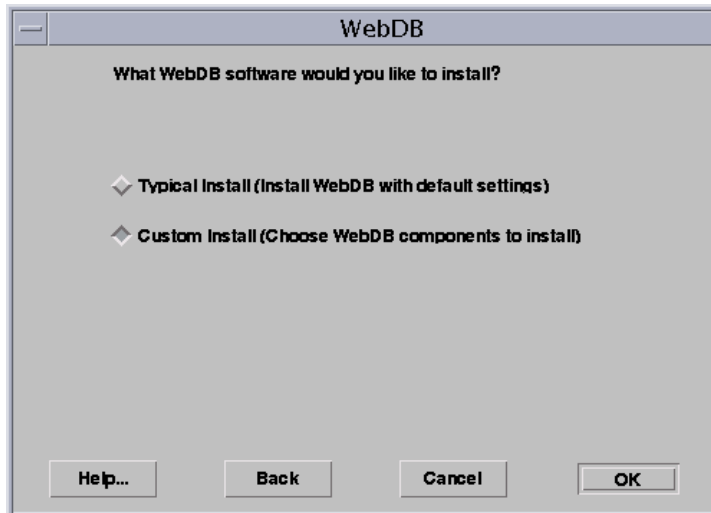 WebDB
What WebDB software would you like to install?
Typical Install (Install WebDB with default settings)
Custom Install (Choose WebDB components to install)
Help... Back Cancel OK